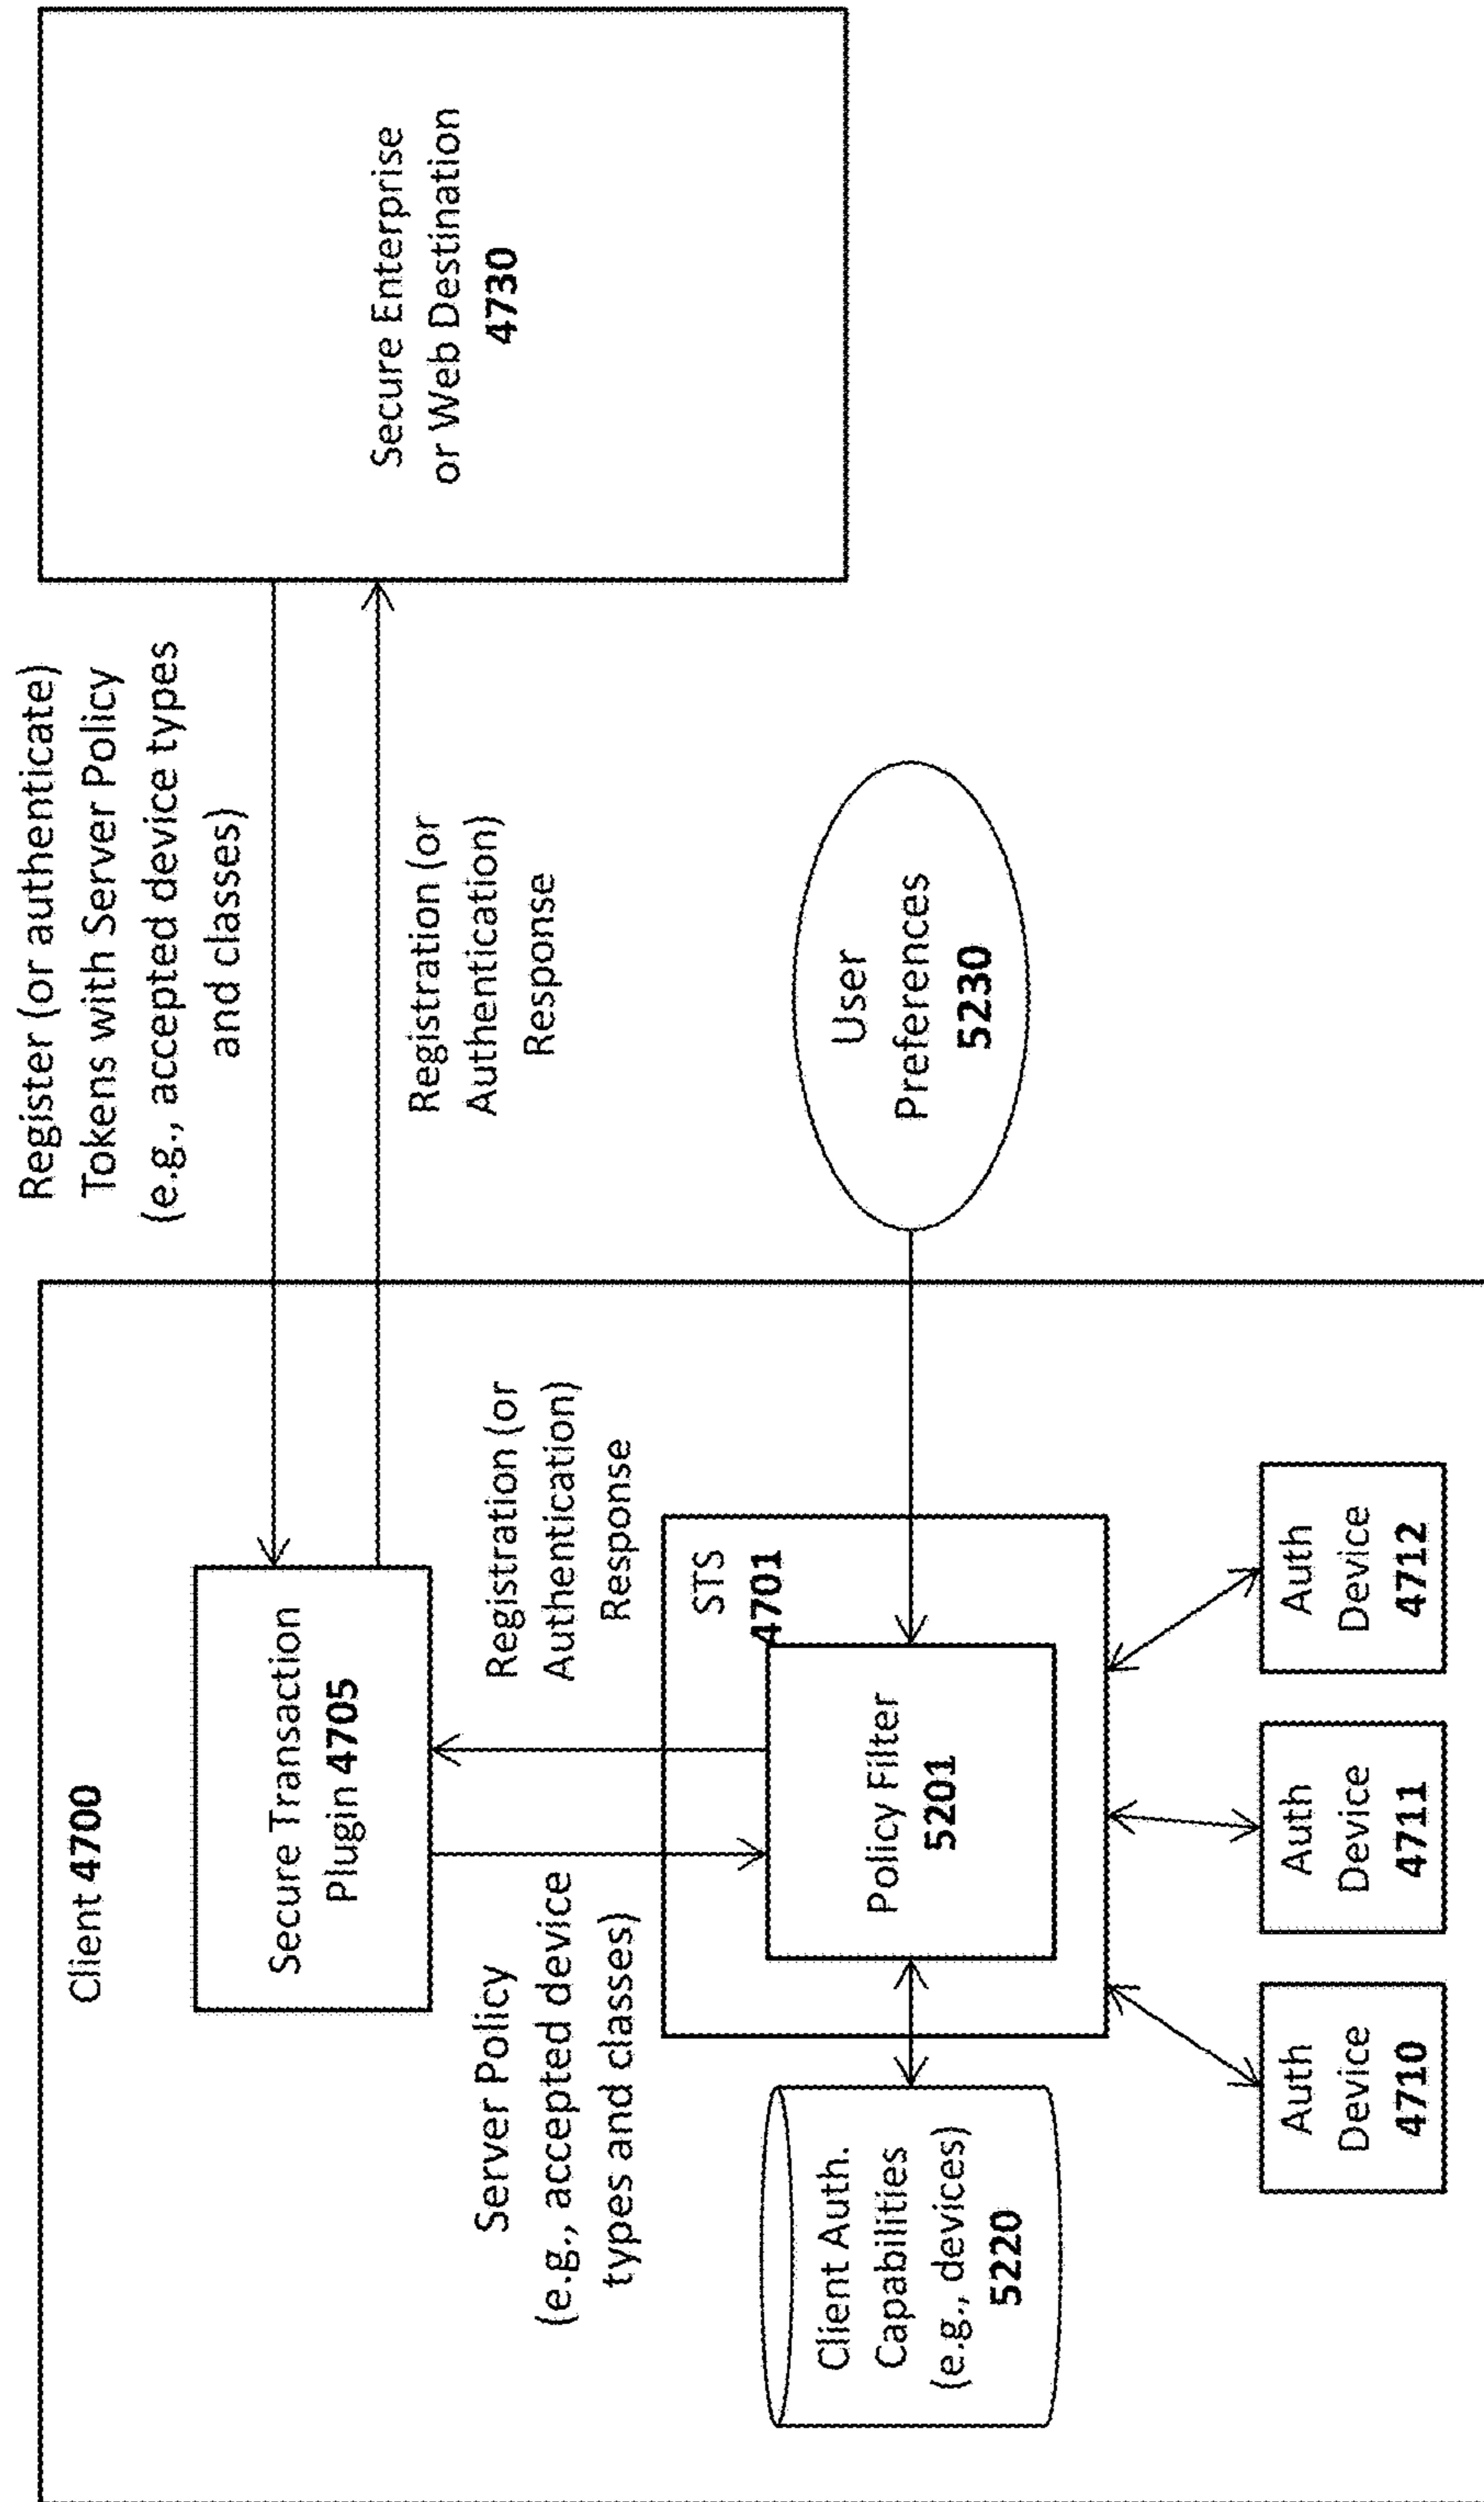 Client 4700
Secure Transaction
Plugin 4705
Register (or authenticate)
Tokens with Server Policy
(e.g., accepted device types
and classes)
Registration (or
Authentication)
Response
Secure Enterprise
or Web Destination
4730
Server Policy
(e.g., accepted device
types and classes)
Registration (or
Authentication)
Response
STS
4701
Policy Filter
5201
Client Auth.
Capabilities
(e.g., devices)
5220
User
Preferences
5230
Auth
Device
4710
Auth
Device
4711
Auth
Device
4712